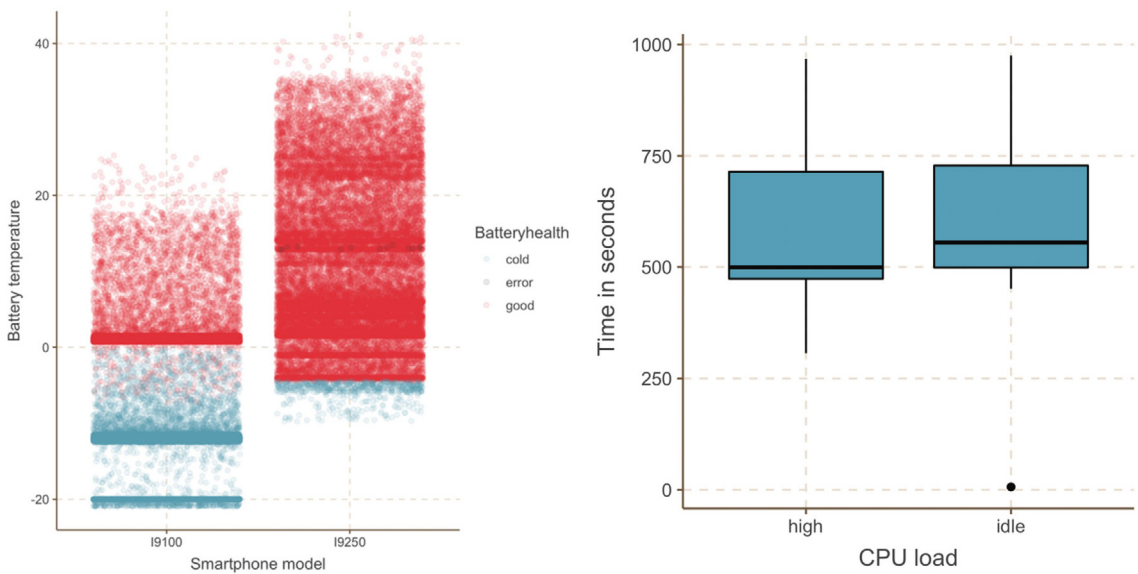 40
20
0
-20
Battery temperature
I9100
I9250
Smartphone model
Batteryhealth
cold
error
good
1000
750
500
250
0
Time in seconds
high
idle
CPU load